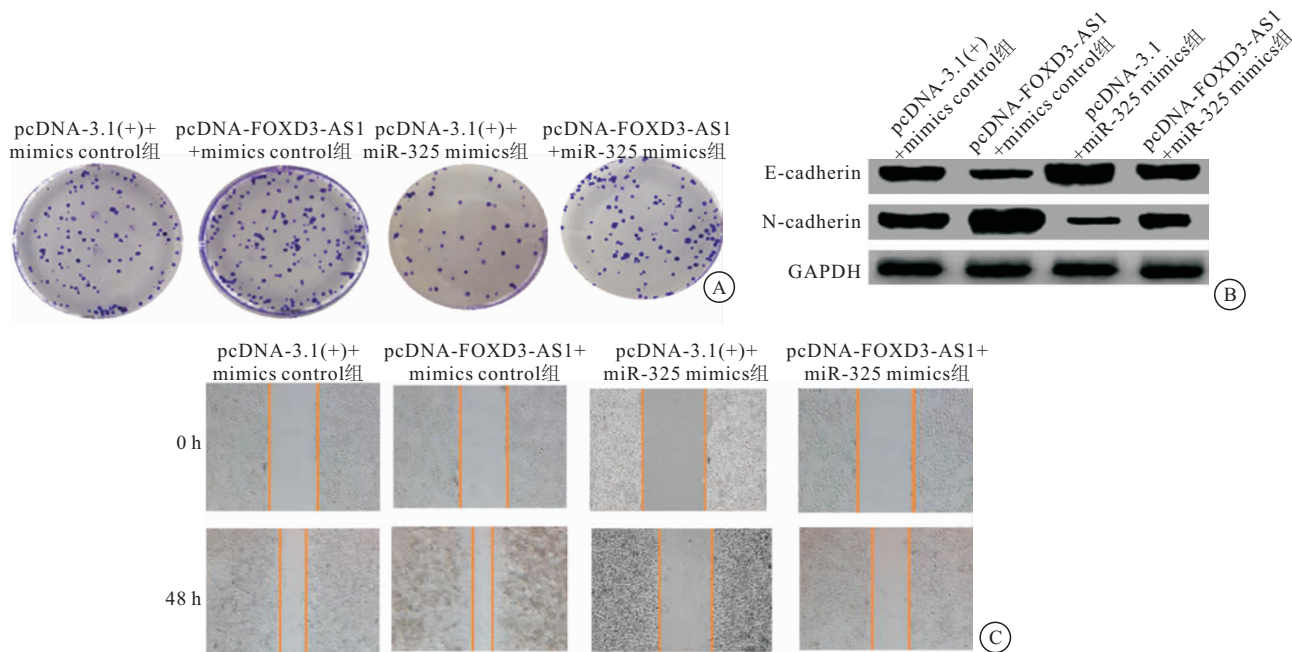 pcDNA-3.1(+)+
mimics control组
pcDNA-FOXD3-AS1
+mimics control组
pcDNA-3.1(+)+
miR-325 mimics组
pcDNA-FOXD3-AS1
+miR-325 mimics组
A
pcDNA-3.1(+)
+mimics control组
pcDNA-FOXD3-AS1
+mimics control组
pcDNA-3.1
+miR-325 mimics组
pcDNA-FOXD3-AS1
+miR-325 mimics组
E-cadherin
N-cadherin
GAPDH
B
pcDNA-3.1(+)+
mimics control组
pcDNA-FOXD3-AS1+
mimics control组
pcDNA-3.1(+)+
miR-325 mimics组
pcDNA-FOXD3-AS1+
miR-325 mimics组
0 h
48 h
C